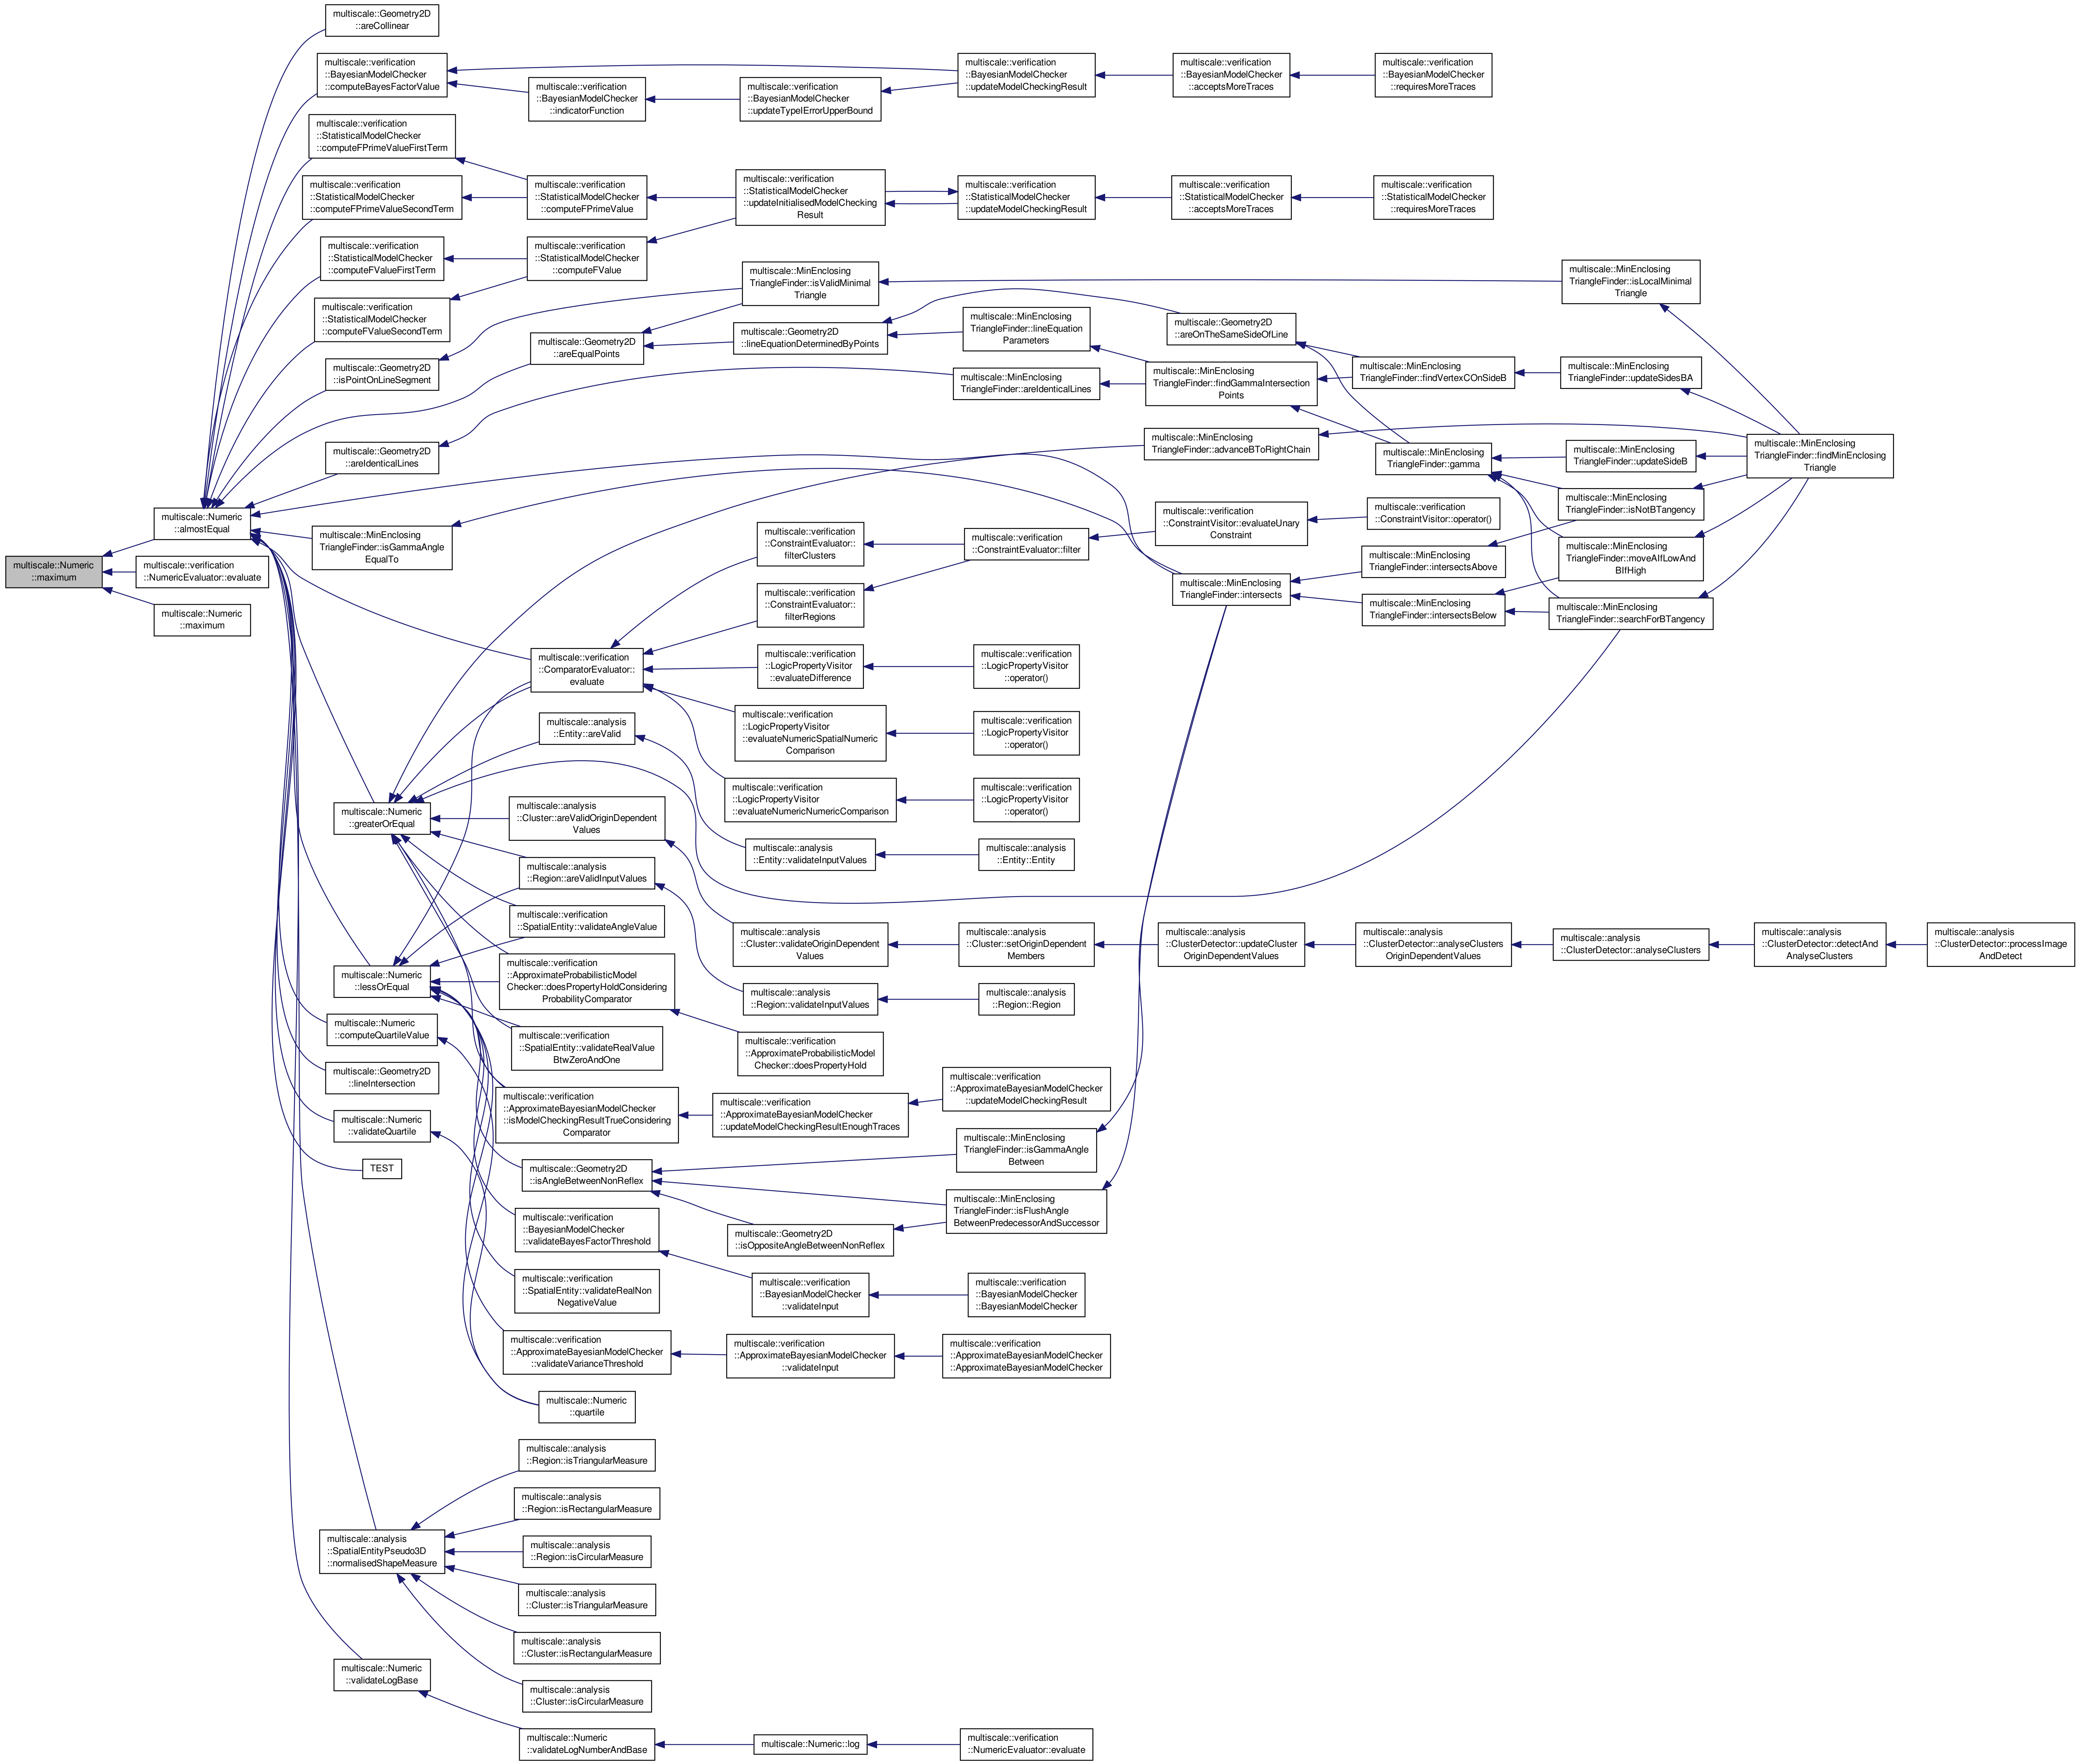 multiscale::Geometry2D
::areCollinear
multiscale::verification
::BayesianModelChecker
::computeBayesFactorValue
multiscale::verification
::BayesianModelChecker
::indicatorFunction
multiscale::verification
::BayesianModelChecker
::updateTypeIErrorUpperBound
multiscale::verification
::BayesianModelChecker
::updateModelCheckingResult
multiscale::verification
::BayesianModelChecker
::acceptsMoreTraces
multiscale::verification
::BayesianModelChecker
::requiresMoreTraces
multiscale::verification
::StatisticalModelChecker
::computeFPrimeValueFirstTerm
multiscale::verification
::StatisticalModelChecker
::computeFPrimeValueSecondTerm
multiscale::verification
::StatisticalModelChecker
::computeFPrimeValue
multiscale::verification
::StatisticalModelChecker
::updateInitialisedModelChecking
Result
multiscale::verification
::StatisticalModelChecker
::updateModelCheckingResult
multiscale::verification
::StatisticalModelChecker
::acceptsMoreTraces
multiscale::verification
::StatisticalModelChecker
::requiresMoreTraces
multiscale::verification
::StatisticalModelChecker
::computeFValueFirstTerm
multiscale::verification
::StatisticalModelChecker
::computeFValue
multiscale::verification
::StatisticalModelChecker
::computeFValueSecondTerm
multiscale::MinEnclosing
TriangleFinder::isValidMinimal
Triangle
multiscale::MinEnclosing
TriangleFinder::isLocalMinimal
Triangle
multiscale::Geometry2D
::isPointOnLineSegment
multiscale::Geometry2D
::areEqualPoints
multiscale::Geometry2D
::lineEquationDeterminedByPoints
multiscale::MinEnclosing
TriangleFinder::lineEquation
Parameters
multiscale::Geometry2D
::areOnTheSameSideOfLine
multiscale::MinEnclosing
TriangleFinder::areIdenticalLines
multiscale::MinEnclosing
TriangleFinder::findGammaIntersection
Points
multiscale::MinEnclosing
TriangleFinder::findVertexCOnSideB
multiscale::MinEnclosing
TriangleFinder::updateSidesBA
multiscale::Geometry2D
::areIdenticalLines
multiscale::MinEnclosing
TriangleFinder::advanceBToRightChain
multiscale::MinEnclosing
TriangleFinder::gamma
multiscale::MinEnclosing
TriangleFinder::updateSideB
multiscale::MinEnclosing
TriangleFinder::findMinEnclosing
Triangle
multiscale::MinEnclosing
TriangleFinder::isNotBTangency
multiscale::Numeric
::almostEqual
multiscale::MinEnclosing
TriangleFinder::isGammaAngle
EqualTo
multiscale::verification
::ConstraintEvaluator::
filterClusters
multiscale::verification
::ConstraintEvaluator::filter
multiscale::verification
::ConstraintVisitor::evaluateUnary
Constraint
multiscale::verification
::ConstraintVisitor::operator()
multiscale::MinEnclosing
TriangleFinder::moveAIfLowAnd
BIfHigh
multiscale::Numeric
::maximum
multiscale::verification
::NumericEvaluator::evaluate
multiscale::Numeric
::maximum
multiscale::verification
::ConstraintEvaluator::
filterRegions
multiscale::MinEnclosing
TriangleFinder::intersects
multiscale::MinEnclosing
TriangleFinder::intersectsAbove
multiscale::MinEnclosing
TriangleFinder::intersectsBelow
multiscale::MinEnclosing
TriangleFinder::searchForBTangency
multiscale::verification
::ComparatorEvaluator::
evaluate
multiscale::verification
::LogicPropertyVisitor
::evaluateDifference
multiscale::verification
::LogicPropertyVisitor
::operator()
multiscale::verification
::LogicPropertyVisitor
::evaluateNumericSpatialNumeric
Comparison
multiscale::verification
::LogicPropertyVisitor
::operator()
multiscale::analysis
::Entity::areValid
multiscale::verification
::LogicPropertyVisitor
::evaluateNumericNumericComparison
multiscale::verification
::LogicPropertyVisitor
::operator()
multiscale::Numeric
::greaterOrEqual
multiscale::analysis
::Cluster::areValidOriginDependent
Values
multiscale::analysis
::Entity::validateInputValues
multiscale::analysis
::Entity::Entity
multiscale::analysis
::Region::areValidInputValues
multiscale::verification
::SpatialEntity::validateAngleValue
multiscale::analysis
::Cluster::validateOriginDependent
Values
multiscale::analysis
::Cluster::setOriginDependent
Members
multiscale::analysis
::ClusterDetector::updateCluster
OriginDependentValues
multiscale::analysis
::ClusterDetector::analyseClusters
OriginDependentValues
multiscale::analysis
::ClusterDetector::analyseClusters
multiscale::analysis
::ClusterDetector::detectAnd
AnalyseClusters
multiscale::analysis
::ClusterDetector::processImage
AndDetect
multiscale::Numeric
::lessOrEqual
multiscale::verification
::ApproximateProbabilisticModel
Checker::doesPropertyHoldConsidering
ProbabilityComparator
multiscale::analysis
::Region::validateInputValues
multiscale::analysis
::Region::Region
multiscale::Numeric
::computeQuartileValue
multiscale::verification
::SpatialEntity::validateRealValue
BtwZeroAndOne
multiscale::verification
::ApproximateProbabilisticModel
Checker::doesPropertyHold
multiscale::Geometry2D
::lineIntersection
multiscale::verification
::ApproximateBayesianModelChecker
::isModelCheckingResultTrueConsidering
Comparator
multiscale::verification
::ApproximateBayesianModelChecker
::updateModelCheckingResultEnoughTraces
multiscale::verification
::ApproximateBayesianModelChecker
::updateModelCheckingResult
multiscale::Numeric
::validateQuartile
TEST
multiscale::Geometry2D
::isAngleBetweenNonReflex
multiscale::MinEnclosing
TriangleFinder::isGammaAngle
Between
multiscale::MinEnclosing
TriangleFinder::isFlushAngle
BetweenPredecessorAndSuccessor
multiscale::verification
::BayesianModelChecker
::validateBayesFactorThreshold
multiscale::Geometry2D
::isOppositeAngleBetweenNonReflex
multiscale::verification
::SpatialEntity::validateRealNon
NegativeValue
multiscale::verification
::BayesianModelChecker
::validateInput
multiscale::verification
::BayesianModelChecker
::BayesianModelChecker
multiscale::verification
::ApproximateBayesianModelChecker
::validateVarianceThreshold
multiscale::verification
::ApproximateBayesianModelChecker
::validateInput
multiscale::verification
::ApproximateBayesianModelChecker
::ApproximateBayesianModelChecker
multiscale::Numeric
::quartile
multiscale::analysis
::Region::isTriangularMeasure
multiscale::analysis
::Region::isRectangularMeasure
multiscale::analysis
::SpatialEntityPseudo3D
::normalisedShapeMeasure
multiscale::analysis
::Region::isCircularMeasure
multiscale::analysis
::Cluster::isTriangularMeasure
multiscale::analysis
::Cluster::isRectangularMeasure
multiscale::Numeric
::validateLogBase
multiscale::analysis
::Cluster::isCircularMeasure
multiscale::Numeric
::validateLogNumberAndBase
multiscale::Numeric::log
multiscale::verification
::NumericEvaluator::evaluate